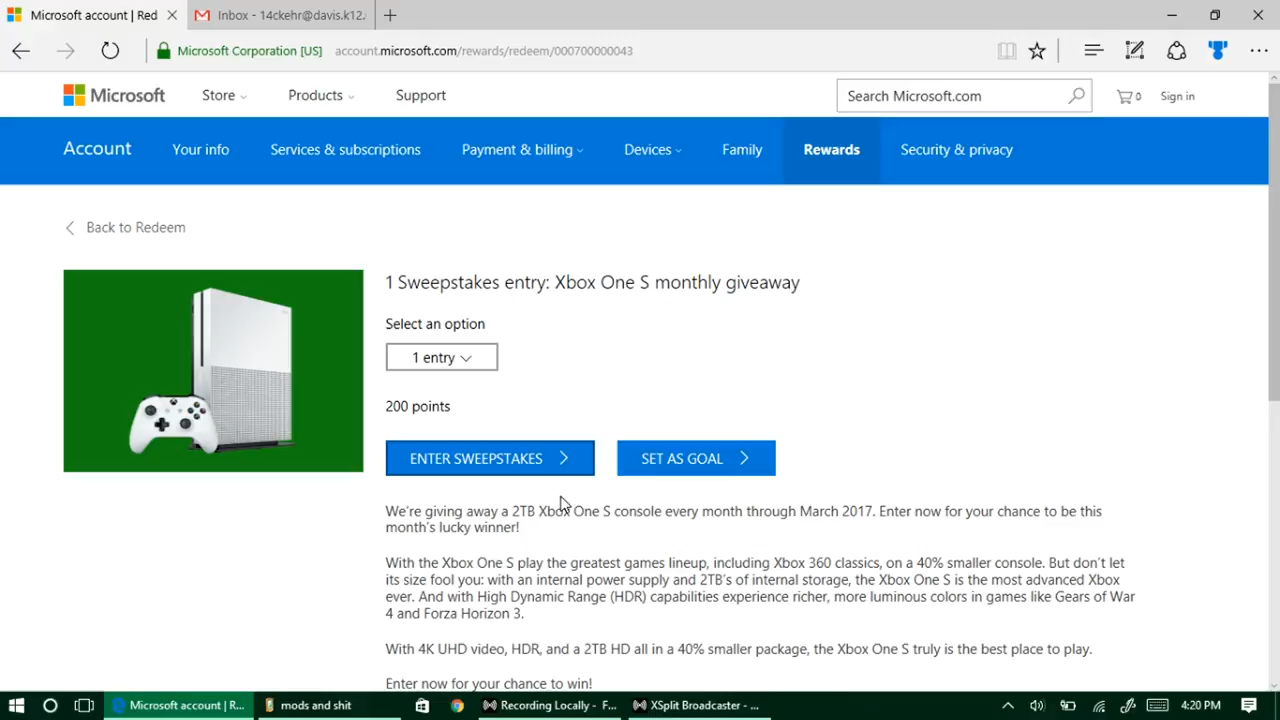 Microsoft account | Red
Inbox - 14ckehr@davis.k12.
Microsoft Corporation [US]
account.microsoft.com/rewards/redeem/000700000043
Microsoft
Store
Products
Support
Search Microsoft.com
0
Sign in
Account
Your info
Services & subscriptions
Payment & billing
Devices
Family
Rewards
Security & privacy
Back to Redeem
1 Sweepstakes entry: Xbox One S monthly giveaway
Select an option
1 entry
200 points
ENTER SWEEPSTAKES
SET AS GOAL
We're giving away a 2TB Xbox One S console every month through March 2017. Enter now for your chance to be this
month's lucky winner!
With the Xbox One S play the greatest games lineup, including Xbox 360 classics, on a 40% smaller console. But don't let
its size fool you: with an internal power supply and 2TB's of internal storage, the Xbox One S is the most advanced Xbox
ever. And with High Dynamic Range (HDR) capabilities experience richer, more luminous colors in games like Gears of War
4 and Forza Horizon 3.
With 4K UHD video, HDR, and a 2TB HD all in a 40% smaller package, the Xbox One S truly is the best place to play.
Enter now for your chance to win!
Microsoft account | R...
mods and shit
Recording Locally - F...
XSplit Broadcaster - ...
4:20 PM